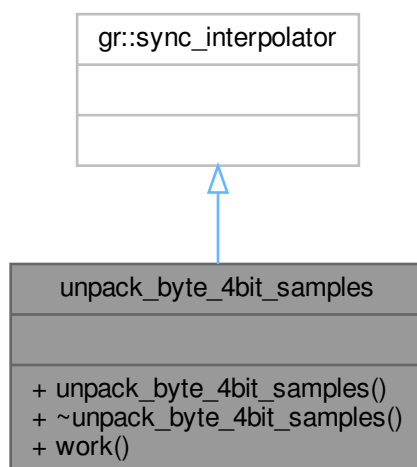 gr::sync_interpolator
unpack_byte_4bit_samples
+ unpack_byte_4bit_samples()
+ ~unpack_byte_4bit_samples()
+ work()